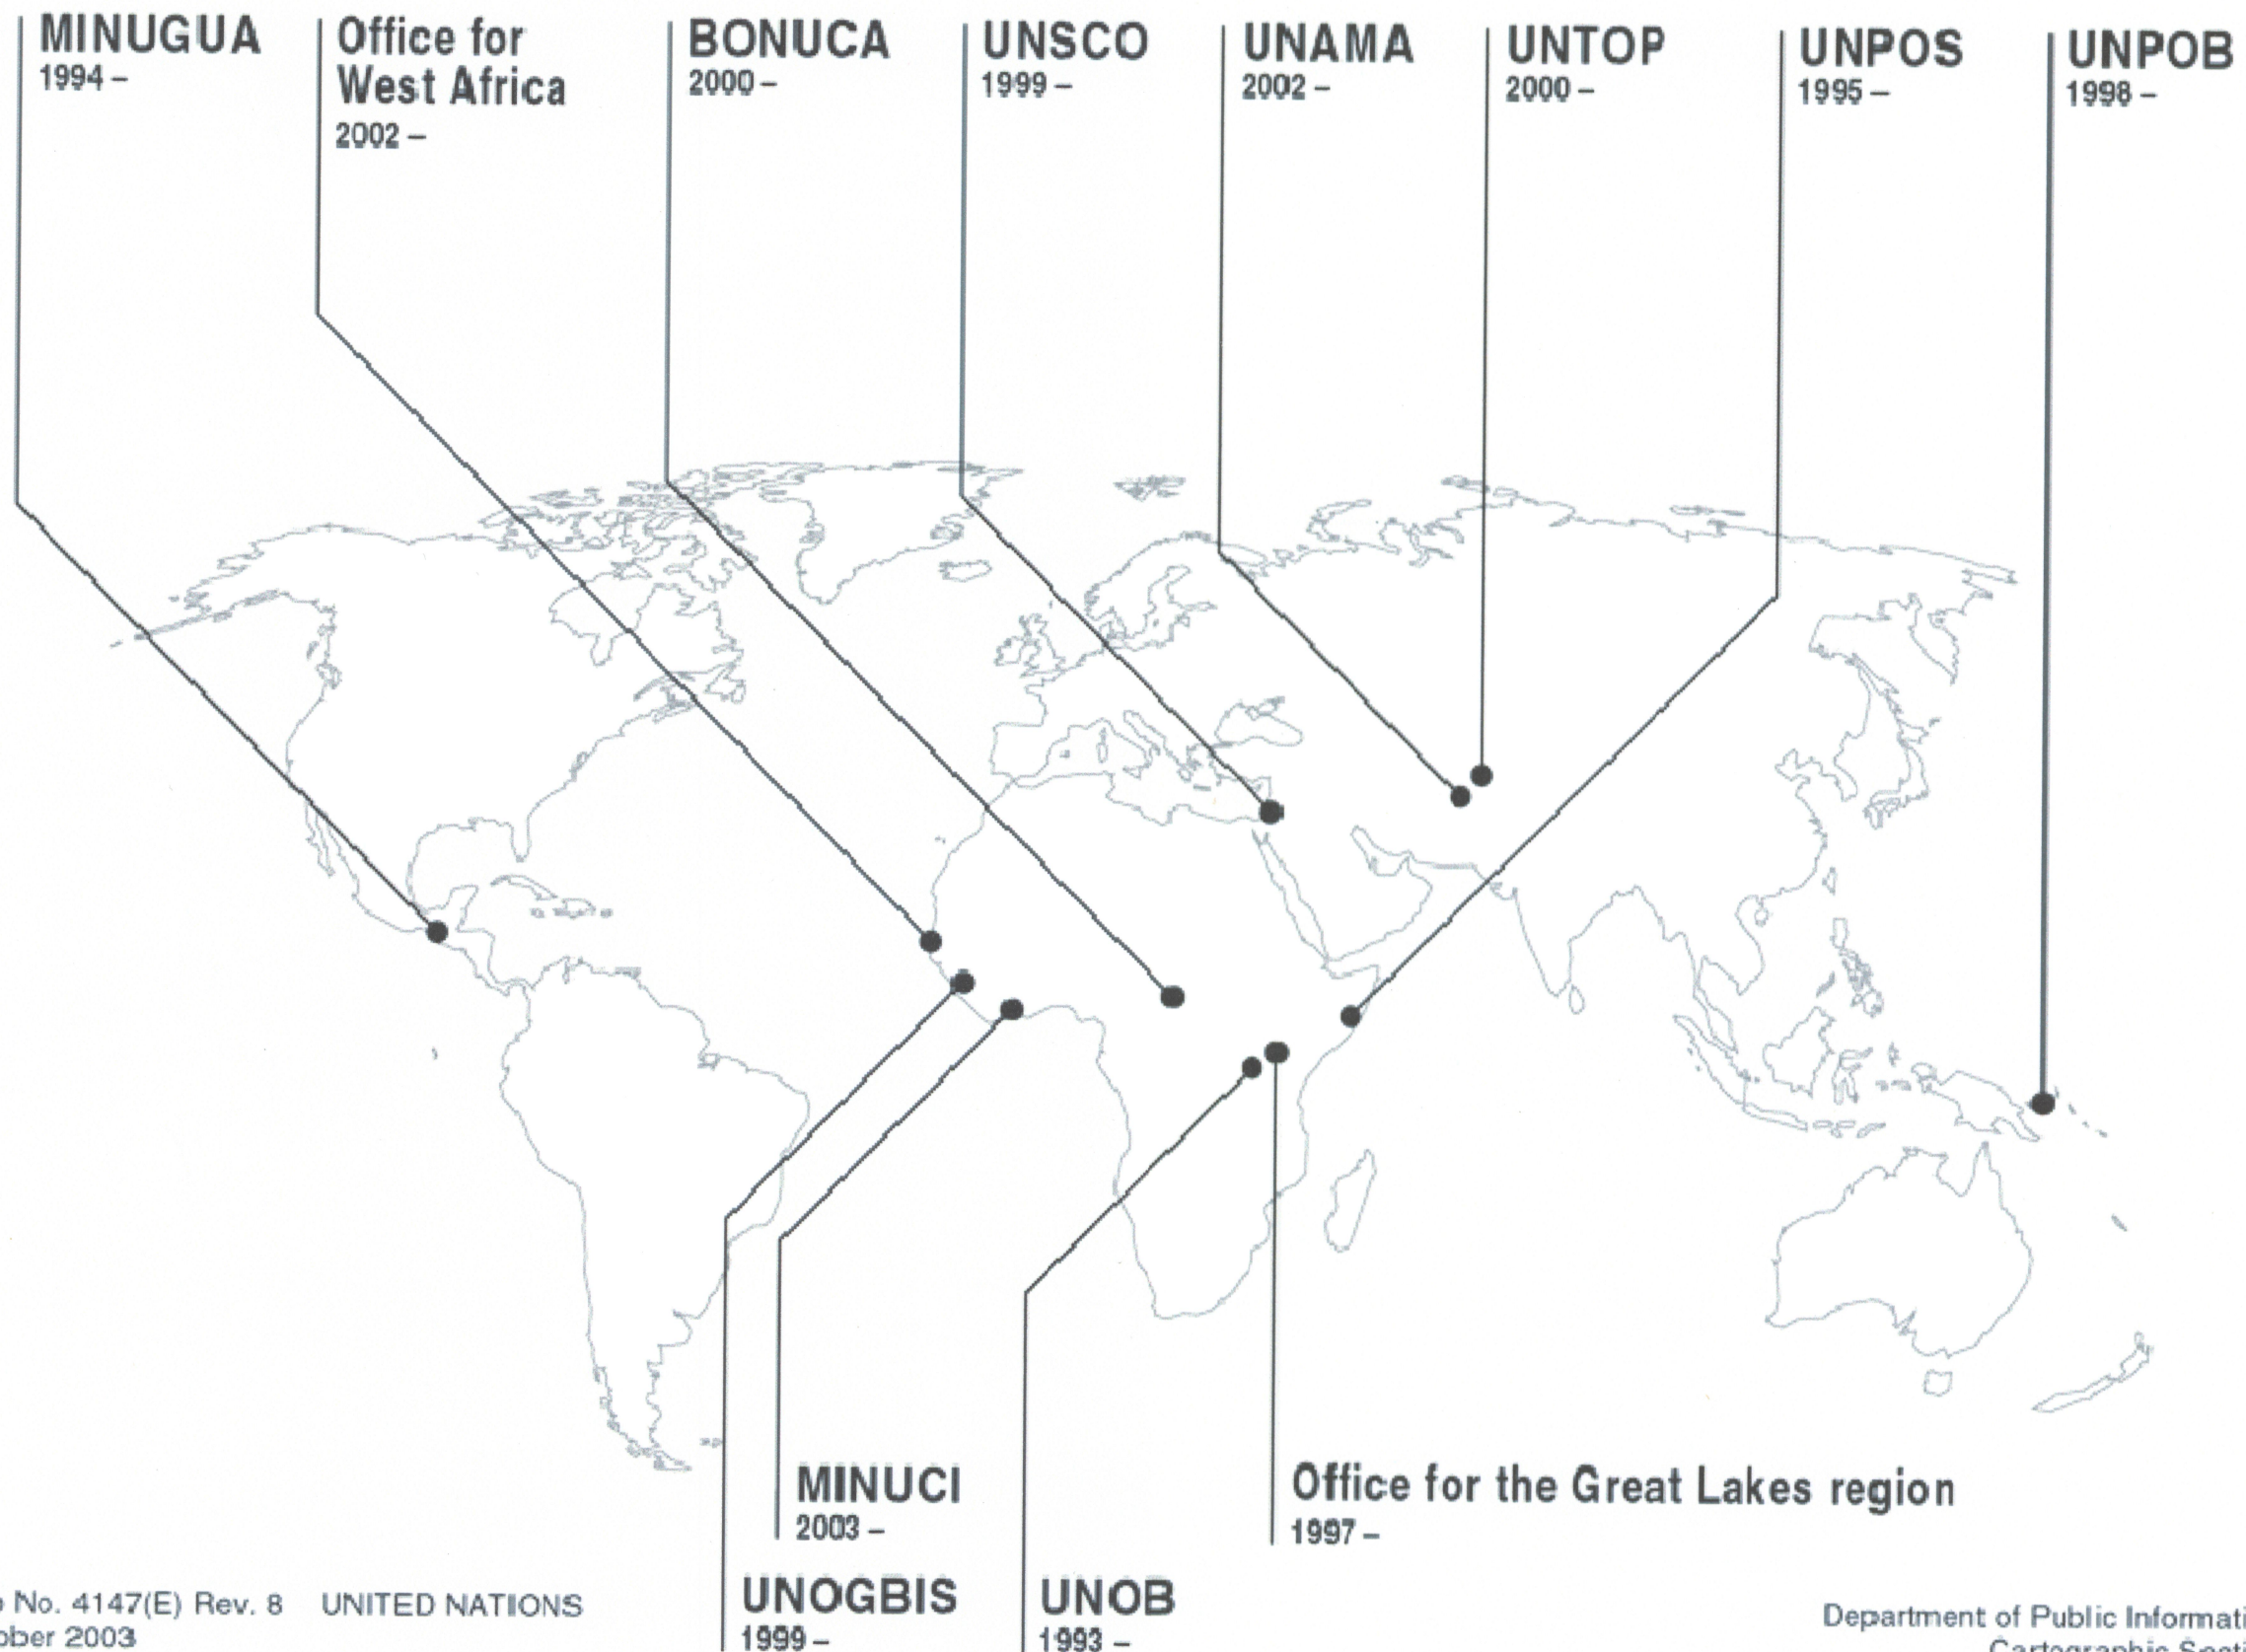 MINUGUA
1994 –
Office for
West Africa
2002 –
BONUCA
2000 –
UNSCO
1999 –
UNAMA
2002 –
UNTOP
2000 –
UNPOS
1995 –
UNPOB
1998 –
MINUCI
2003 –
Office for the Great Lakes region
1997 –
UNOGBIS
1999 –
UNOB
1993 –
No. 4147(E) Rev. 8 UNITED NATIONS
ober 2003
Department of Public Informati
Cartographic Secti